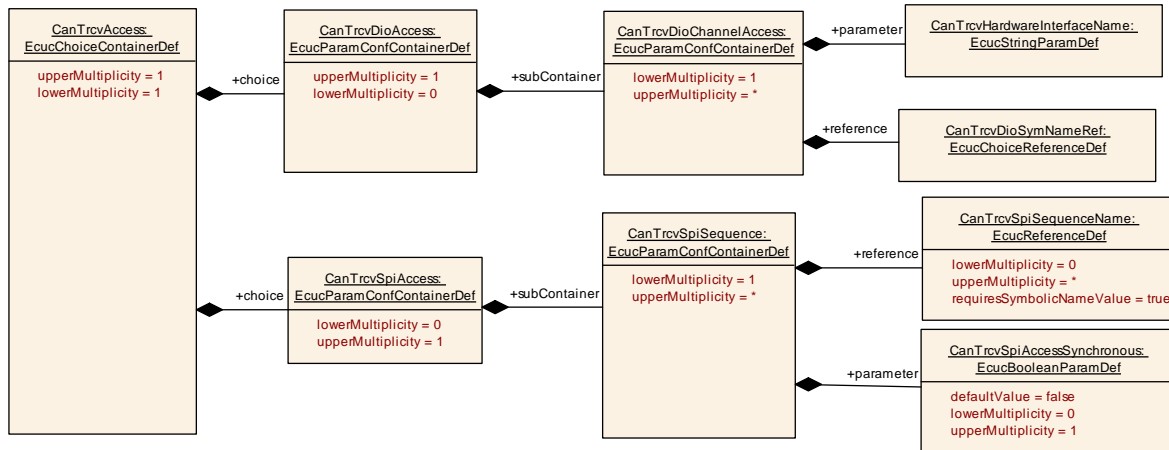 CanTrcvAccess:
EcucChoiceContainerDef
upperMultiplicity = 1
lowerMultiplicity = 1
+choice
CanTrcvDioAccess:
EcucParamConfContainerDef
upperMultiplicity = 1
lowerMultiplicity = 0
+subContainer
CanTrcvDioChannelAccess:
EcucParamConfContainerDef
lowerMultiplicity = 1
upperMultiplicity = *
+parameter
CanTrcvHardwareInterfaceName:
EcucStringParamDef
+reference
CanTrcvDioSymNameRef:
EcucChoiceReferenceDef
+choice
CanTrcvSpiAccess:
EcucParamConfContainerDef
lowerMultiplicity = 0
upperMultiplicity = 1
+subContainer
CanTrcvSpiSequence:
EcucParamConfContainerDef
lowerMultiplicity = 1
upperMultiplicity = *
+reference
CanTrcvSpiSequenceName:
EcucReferenceDef
lowerMultiplicity = 0
upperMultiplicity = *
requiresSymbolicNameValue = true
+parameter
CanTrcvSpiAccessSynchronous:
EcucBooleanParamDef
defaultValue = false
lowerMultiplicity = 0
upperMultiplicity = 1